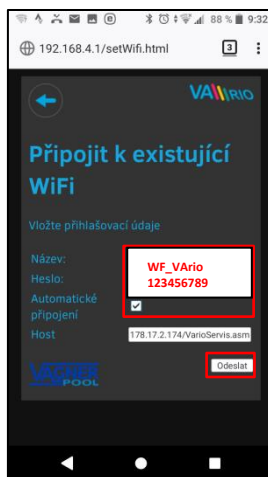 88 % 9:32
192.168.4.1/setWifi.html 3
VARIO
Připojit k existující
WiFi
Vložte přihlašovací údaje
Název: WF_VArio
Heslo: 123456789
Automatické
připojení
Host 178.17.2.174/VarioServis.asm
Odeslat
VÁGNER
POOL